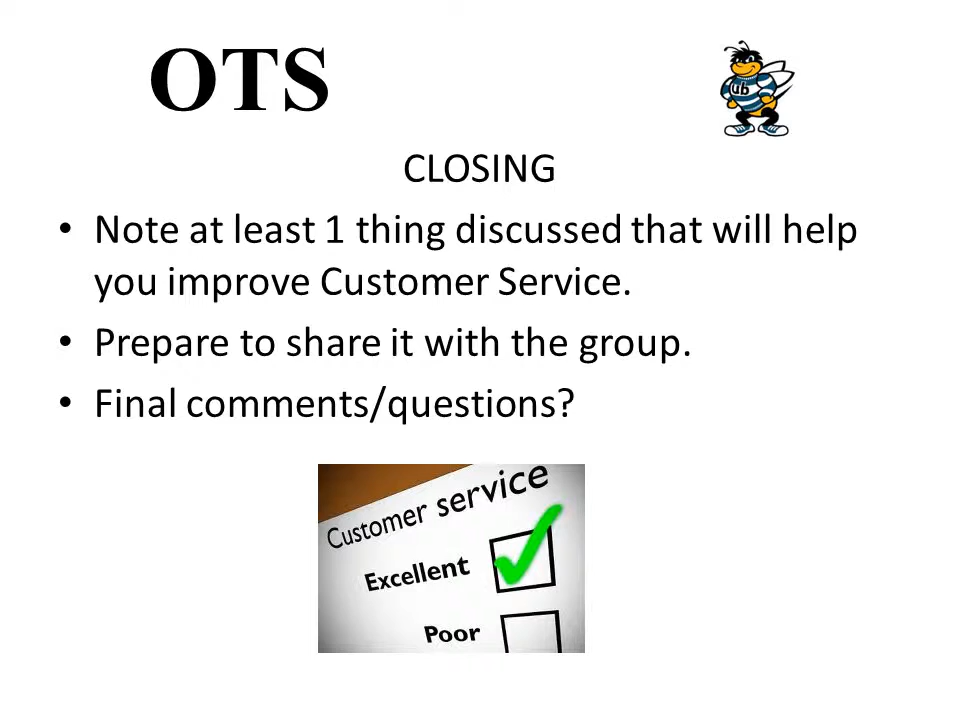 OTS
ub
CLOSING
• Note at least 1 thing discussed that will help
you improve Customer Service.
• Prepare to share it with the group.
• Final comments/questions?
Customer service
Excellent
Poor